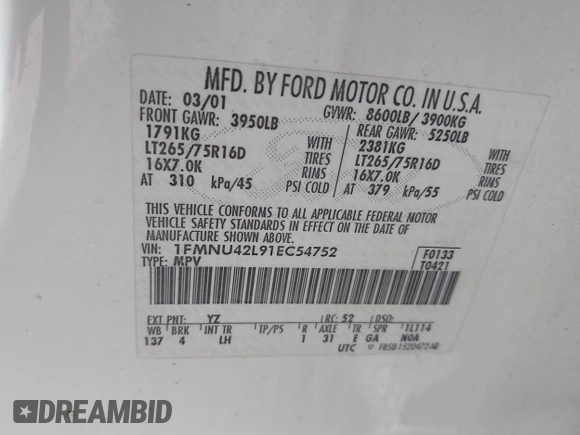 MFD. BY FORD MOTOR CO. IN U.S.A.
DATE: 03/01 GVWR: 8600LB/ 3900KG
FRONT GAWR: 3950LB REAR GAWR: 5250LB
1791KG WITH 2381KG WITH
LT265/75R16D TIRES LT265/75R16D TIRES
16X7.0K RIMS 16X7.0K RIMS
AT 310 kPa/45 PSI COLD AT 379 kPa/55 PSI COLD
THIS VEHICLE CONFORMS TO ALL APPLICABLE FEDERAL MOTOR
VEHICLE SAFETY STANDARDS IN EFFECT ON THE DATE OF
MANUFACTURE SHOWN ABOVE.
VIN: 1FMNU42L91EC54752 F0133
TYPE: MPV T0421
EXT PNT: YZ RC: 52 DSO:
WB BRK INT TR TP/PS R AXLE TR SPR 1L114
137 4 LH 1 31 E GA N0A
UTC
DREAMBID